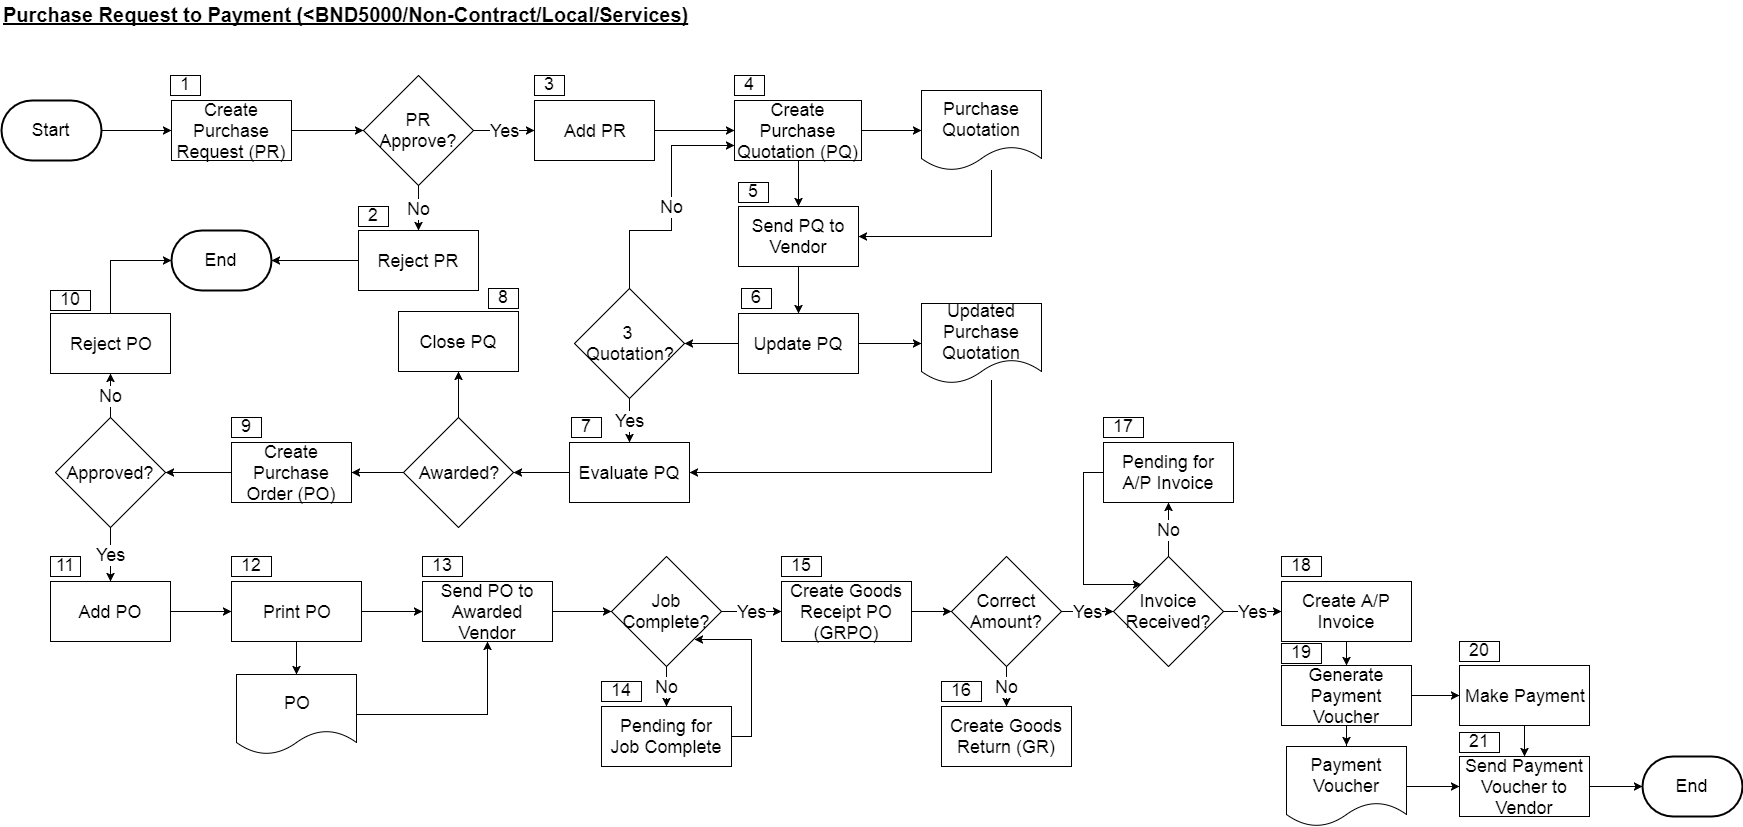 Purchase Request to Payment (<BND5000/Non-Contract/Local/Services)
Start
1
Create
Purchase
Request (PR)
PR
Approve?
Yes
3
Add PR
4
Create
Purchase
Quotation (PQ)
Purchase
Quotation
No
2
Reject PR
End
No
5
Send PQ to
Vendor
10
Reject PO
8
Close PQ
3
Quotation?
6
Update PQ
Updated
Purchase
Quotation
No
Approved?
9
Create
Purchase
Order (PO)
Awarded?
Yes
7
Evaluate PQ
17
Pending for
A/P Invoice
No
Yes
11
Add PO
12
Print PO
13
Send PO to
Awarded
Vendor
Job
Complete?
Yes
15
Create Goods
Receipt PO
(GRPO)
Correct
Amount?
Yes
Invoice
Received?
Yes
18
Create A/P
Invoice
PO
No
14
Pending for
Job Complete
No
16
Create Goods
Return (GR)
19
Generate
Payment
Voucher
20
Make Payment
Payment
Voucher
21
Send Payment
Voucher to
Vendor
End